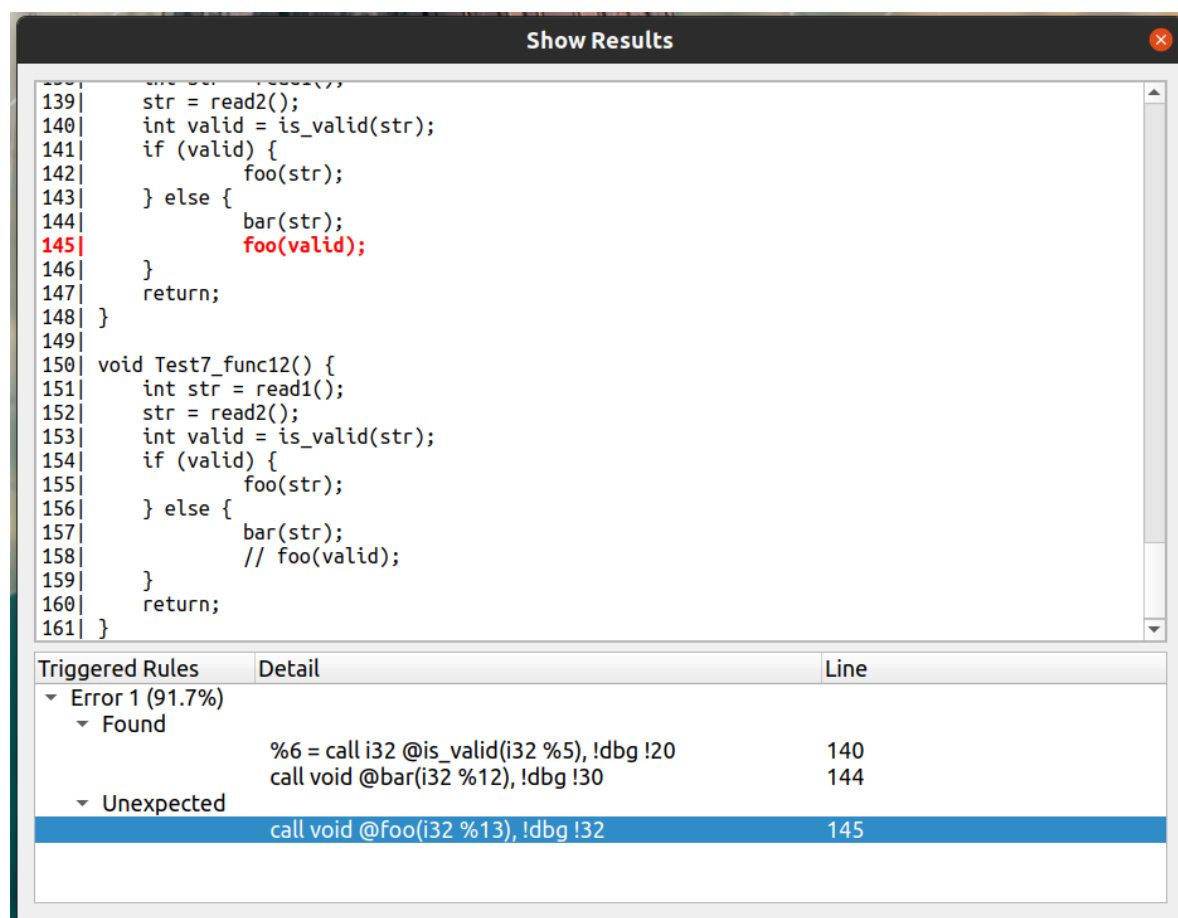 Show Results
139| str = read2();
140| int valid = is_valid(str);
141| if (valid) {
142| foo(str);
143| } else {
144| bar(str);
145| foo(valid);
146| }
147| return;
148| }
149|
150| void Test7_func12() {
151| int str = read1();
152| str = read2();
153| int valid = is_valid(str);
154| if (valid) {
155| foo(str);
156| } else {
157| bar(str);
158| // foo(valid);
159| }
160| return;
161| }
Triggered Rules Detail Line
Error 1 (91.7%)
Found
%6 = call i32 @is_valid(i32 %5), !dbg !20 140
call void @bar(i32 %12), !dbg !30 144
Unexpected
call void @foo(i32 %13), !dbg !32 145